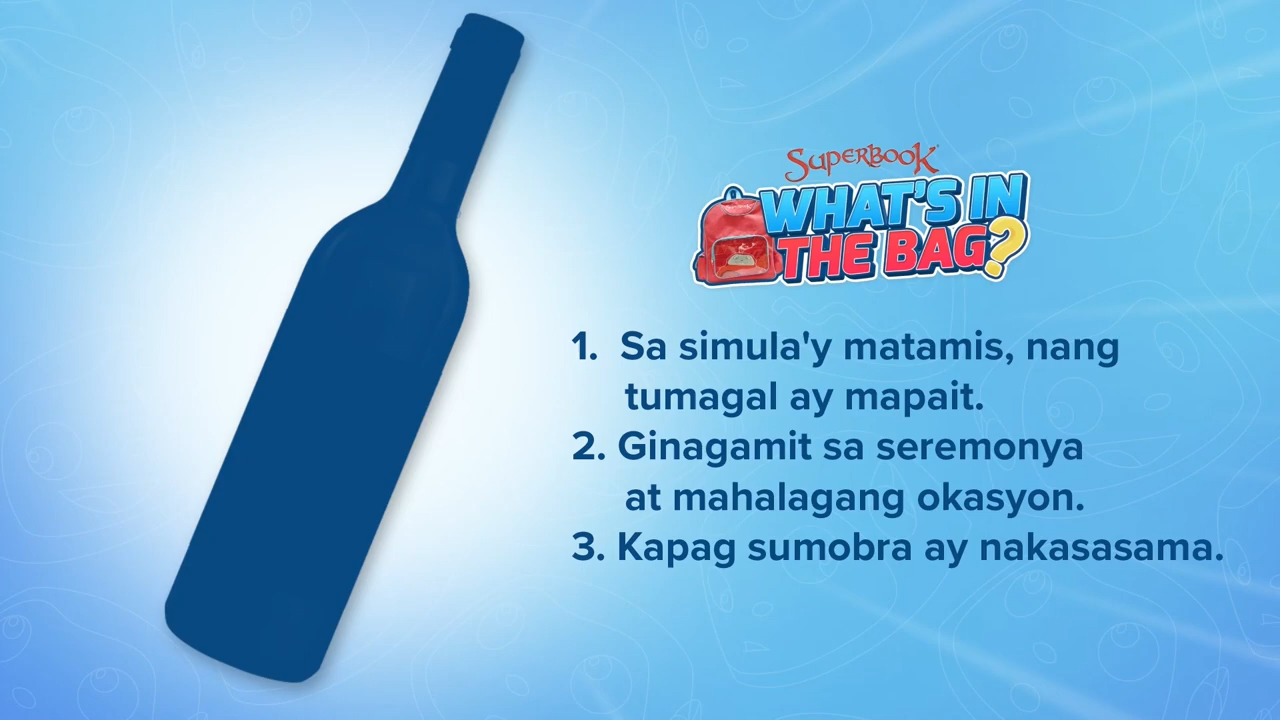 SUPERBOOK
WHAT'S IN
THE BAG?
1. Sa simula'y matamis, nang
tumagal ay mapait.
2. Ginagamit sa seremonya
at mahalagang okasyon.
3. Kapag sumobra ay nakasasama.